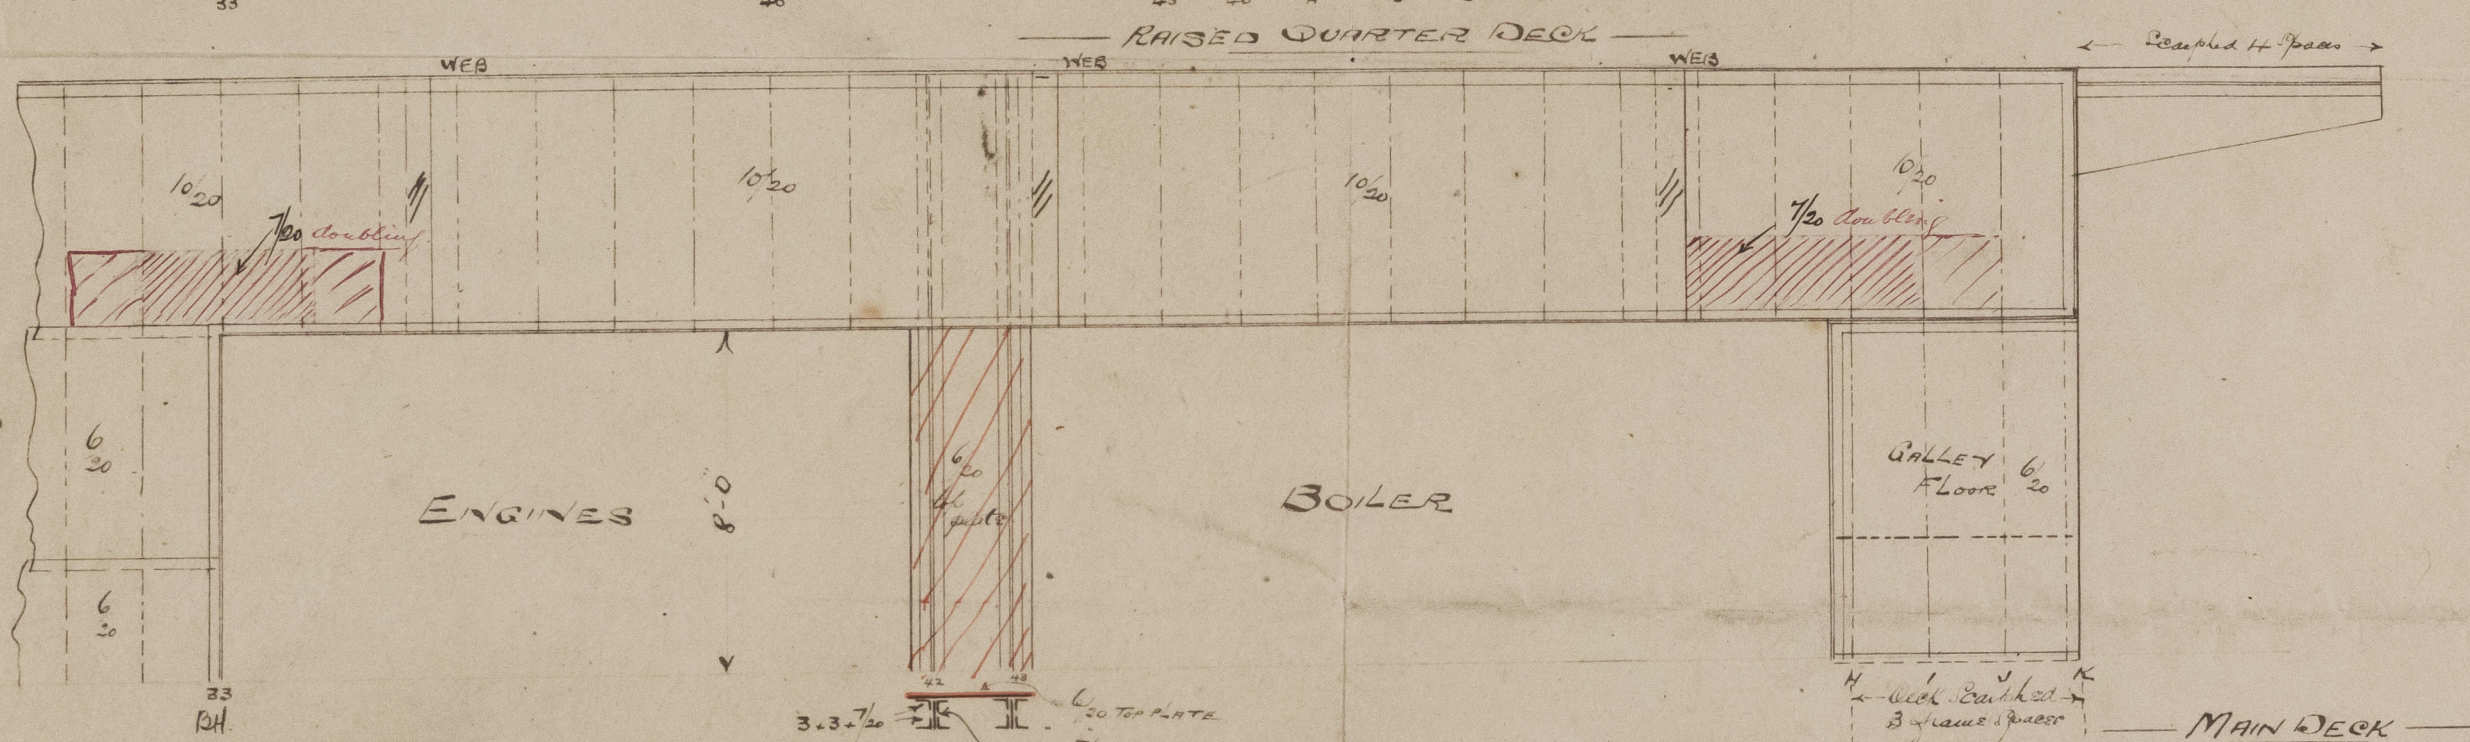 RAISED QUARTER DECK
Scarphed 4 Spaces
WEB
WEB
WEB
10/20
10/20
10/20
10/20
7/20 doubling
7/20 doubling
6/20
6/20
plate
GALLEY
FLOOR
6/20
ENGINES
8'-0"
BOILER
6/20
33
BH.
42
A
43
3+3+7/20
6/20 TOP PLATE
H
I
J
K
Deck Scarphed
3 frame Spaces
MAIN DECK